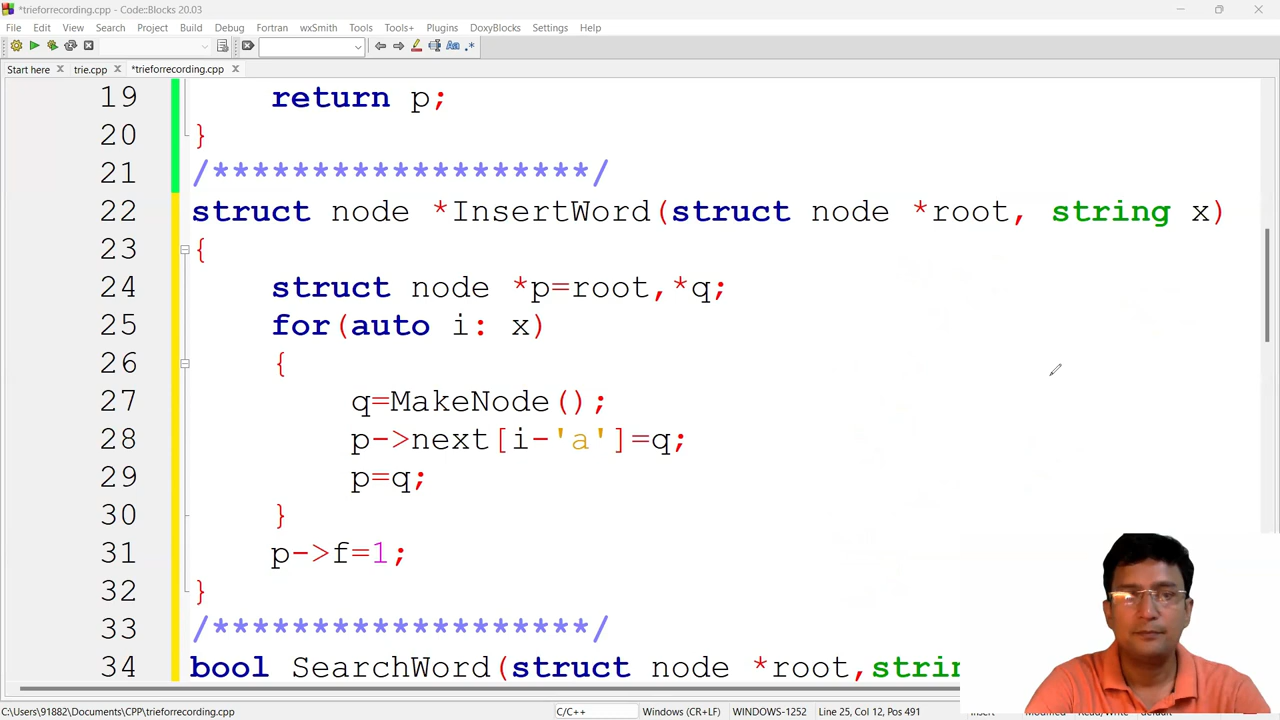 *trieforrecording.cpp - Code::Blocks 20.03
File Edit View Search Project Build Debug Fortran wxSmith Tools Tools+ Plugins DoxyBlocks Settings Help
Start here trie.cpp *trieforrecording.cpp
19 return p;
20 }
21 /*******************/
22 struct node *InsertWord(struct node *root, string x)
23 {
24 struct node *p=root,*q;
25 for(auto i: x)
26 {
27 q=MakeNode();
28 p->next[i-'a']=q;
29 p=q;
30 }
31 p->f=1;
32 }
33 /*******************/
34 bool SearchWord(struct node *root,strin
C:\Users\91882\Documents\CPP\trieforrecording.cpp C/C++ Windows (CR+LF) WINDOWS-1252 Line 25, Col 12, Pos 491